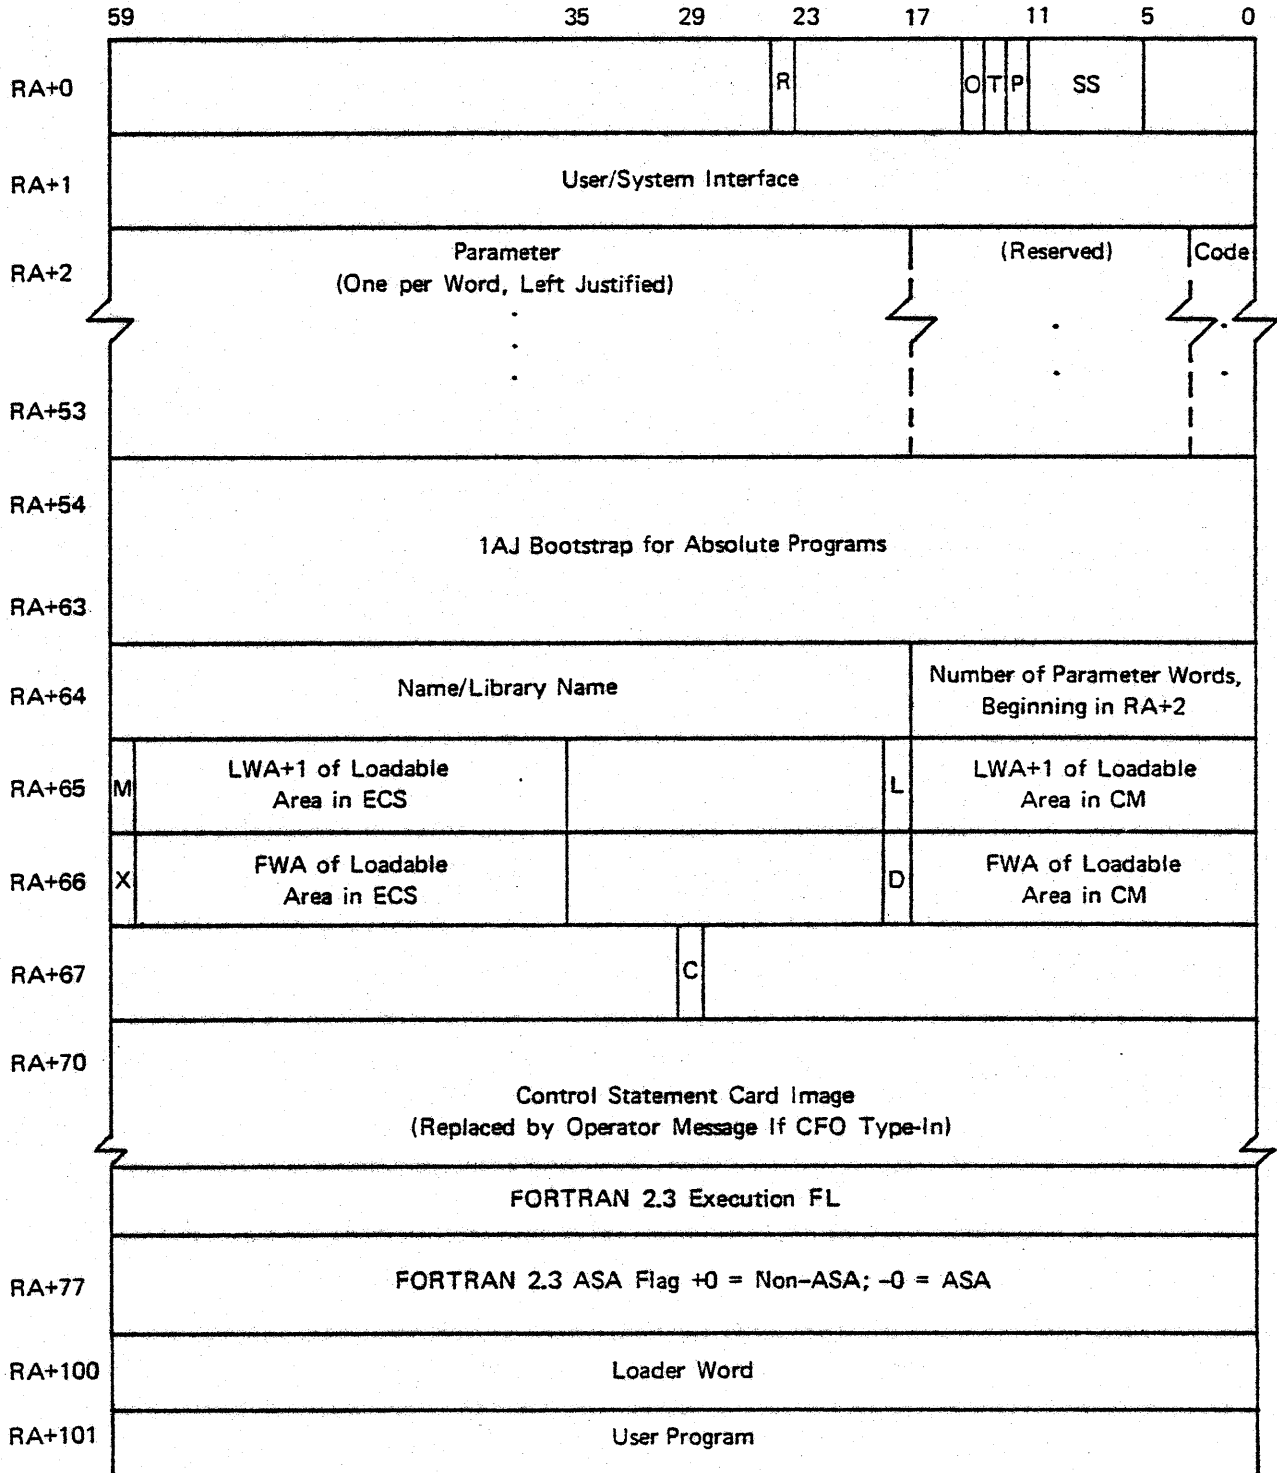 59 35 29 23 17 11 5 0
RA+0 R O T P SS
RA+1 User/System Interface
RA+2 Parameter (Reserved) Code
(One per Word, Left Justified)
RA+53
RA+54
1AJ Bootstrap for Absolute Programs
RA+63
RA+64 Name/Library Name Number of Parameter Words,
Beginning in RA+2
RA+65 M LWA+1 of Loadable L LWA+1 of Loadable
Area in ECS Area in CM
RA+66 X FWA of Loadable D FWA of Loadable
Area in ECS Area in CM
RA+67 C
RA+70
Control Statement Card Image
(Replaced by Operator Message If CFO Type-In)
FORTRAN 2.3 Execution FL
RA+77 FORTRAN 2.3 ASA Flag +0 = Non-ASA; -0 = ASA
RA+100 Loader Word
RA+101 User Program